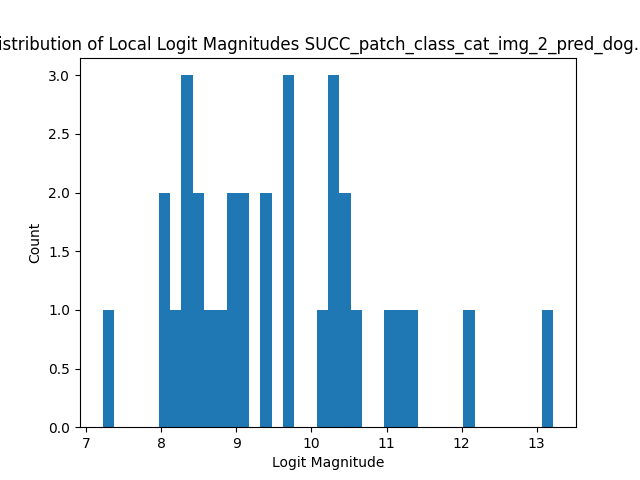 istribution of Local Logit Magnitudes SUCC_patch_class_cat_img_2_pred_dog.
3.0
2.5
2.0
1.5
1.0
0.5
0.0
Count
7 8 9 10 11 12 13
Logit Magnitude